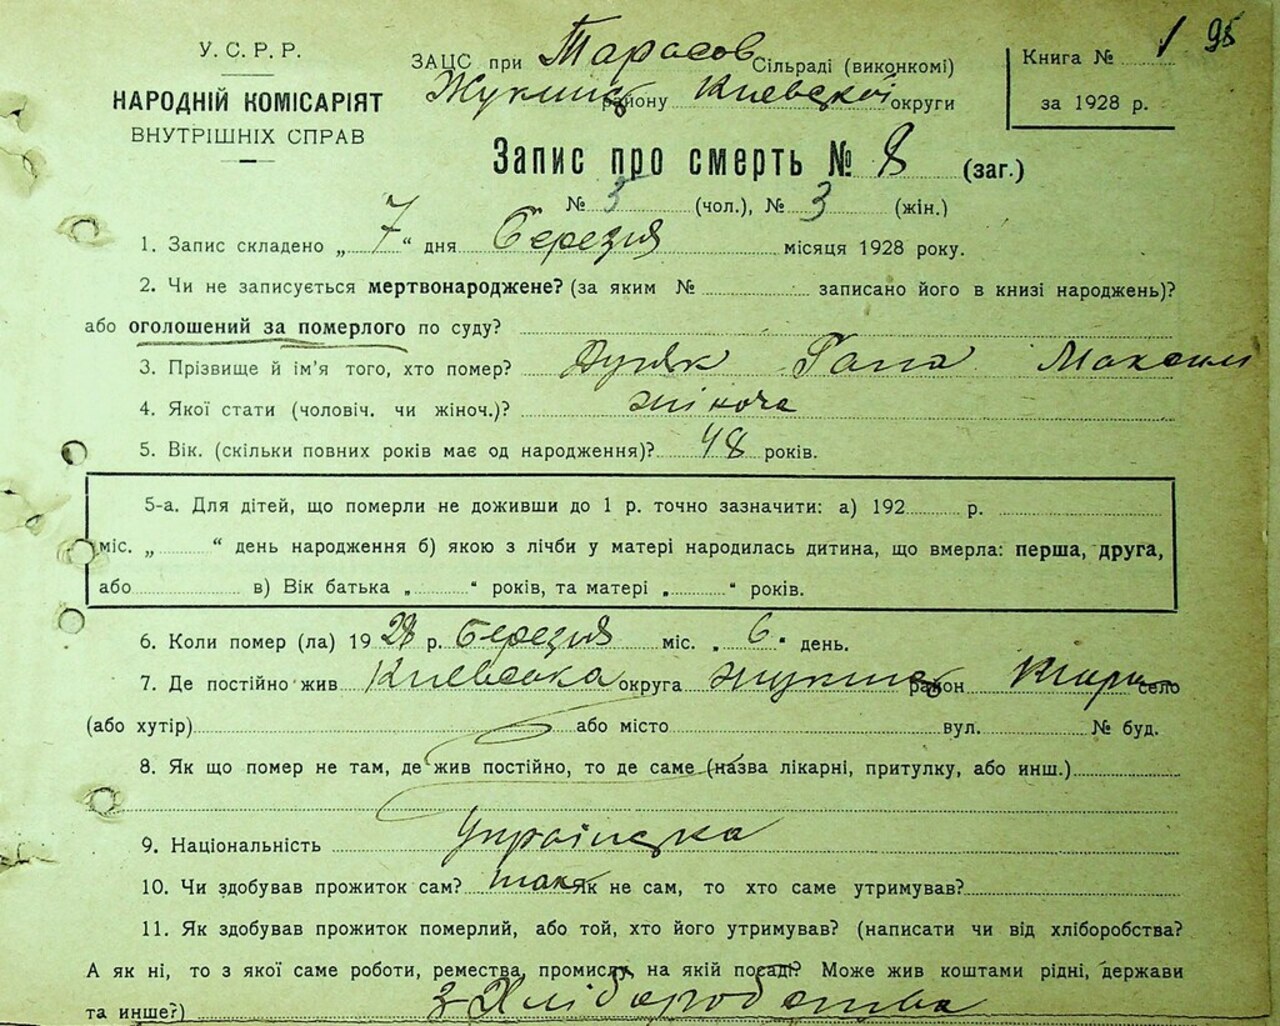 1 95
У.С.Р.Р.
НАРОДНІЙ КОМІСАРІЯТ
ВНУТРІШНІХ СПРАВ
ЗАЦС при Тарасов Сільраді (виконкомі)
Жукинськ району Киевської округи
Книга №
за 1928 р.
Запис про смерть № 8 (заг.)
№ 5 (чол.), № 3 (жін.)
1. Запис складено „ 7 “ дня Березня місяця 1928 року.
2. Чи не записується мертвонароджене? (за яким № записано його в книзі народжень)?
або оголошений за померлого по суду?
3. Прізвище й ім'я того, хто помер? Гана Максим
4. Якої стати (чоловіч. чи жіноч.)? жіноча
5. Вік. (скільки повних років має од народження)? 48 років.
5-а. Для дітей, що померли не доживши до 1 р. точно зазначити: а) 192 р.
міс. „ “ день народження б) якою з лічби у матері народилась дитина, що вмерла: перша, друга,
або в) Вік батька „ “ років, та матері „ “ років.
6. Коли помер (ла) 1928 р. Березня міс. „ 6 “ день.
7. Де постійно жив Киевська округа жукинськ район село
(або хутір) або місто вул. № буд.
8. Як що помер не там, де жив постійно, то де саме (назва лікарні, притулку, або инш.)
9. Національність Українська
10. Чи здобував прожиток сам? так як не сам, то хто саме утримував?
11. Як здобував прожиток померлий, або той, хто його утримував? (написати чи від хліборобства?
А як ні, то з якої саме роботи, ремества, промислу, на якій посаді? Може жив коштами рідні, держави
та инше?) з Хліборобства